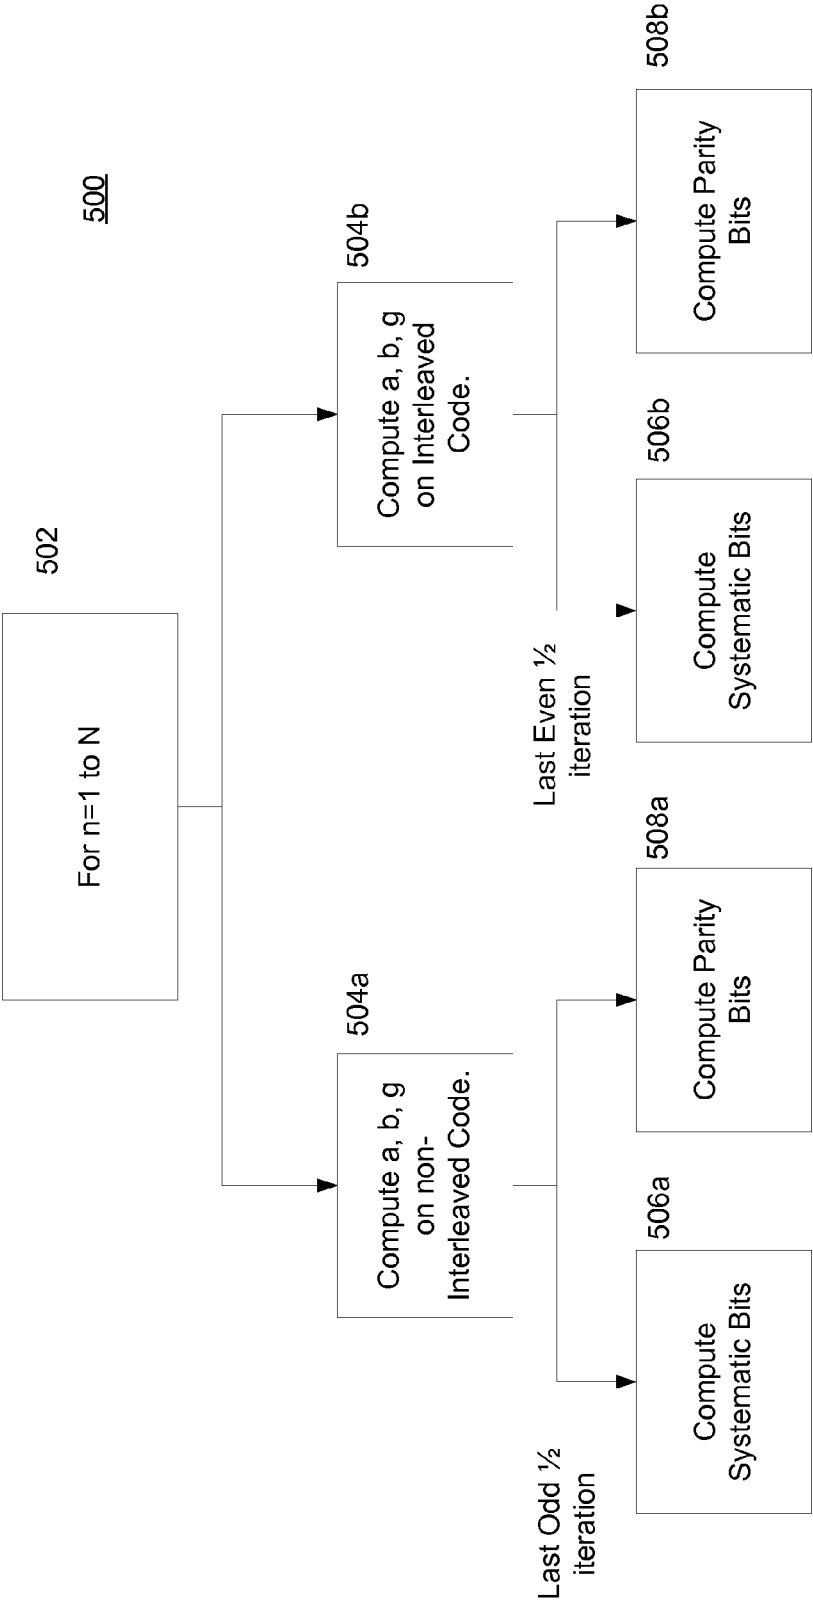 500
502
For n=1 to N
504a
Compute a, b, g
on non-
Interleaved Code.
504b
Compute a, b, g
on Interleaved
Code.
Last Odd ½
iteration
506a
Compute
Systematic Bits
508a
Compute Parity
Bits
Last Even ½
iteration
506b
Compute
Systematic Bits
508b
Compute Parity
Bits